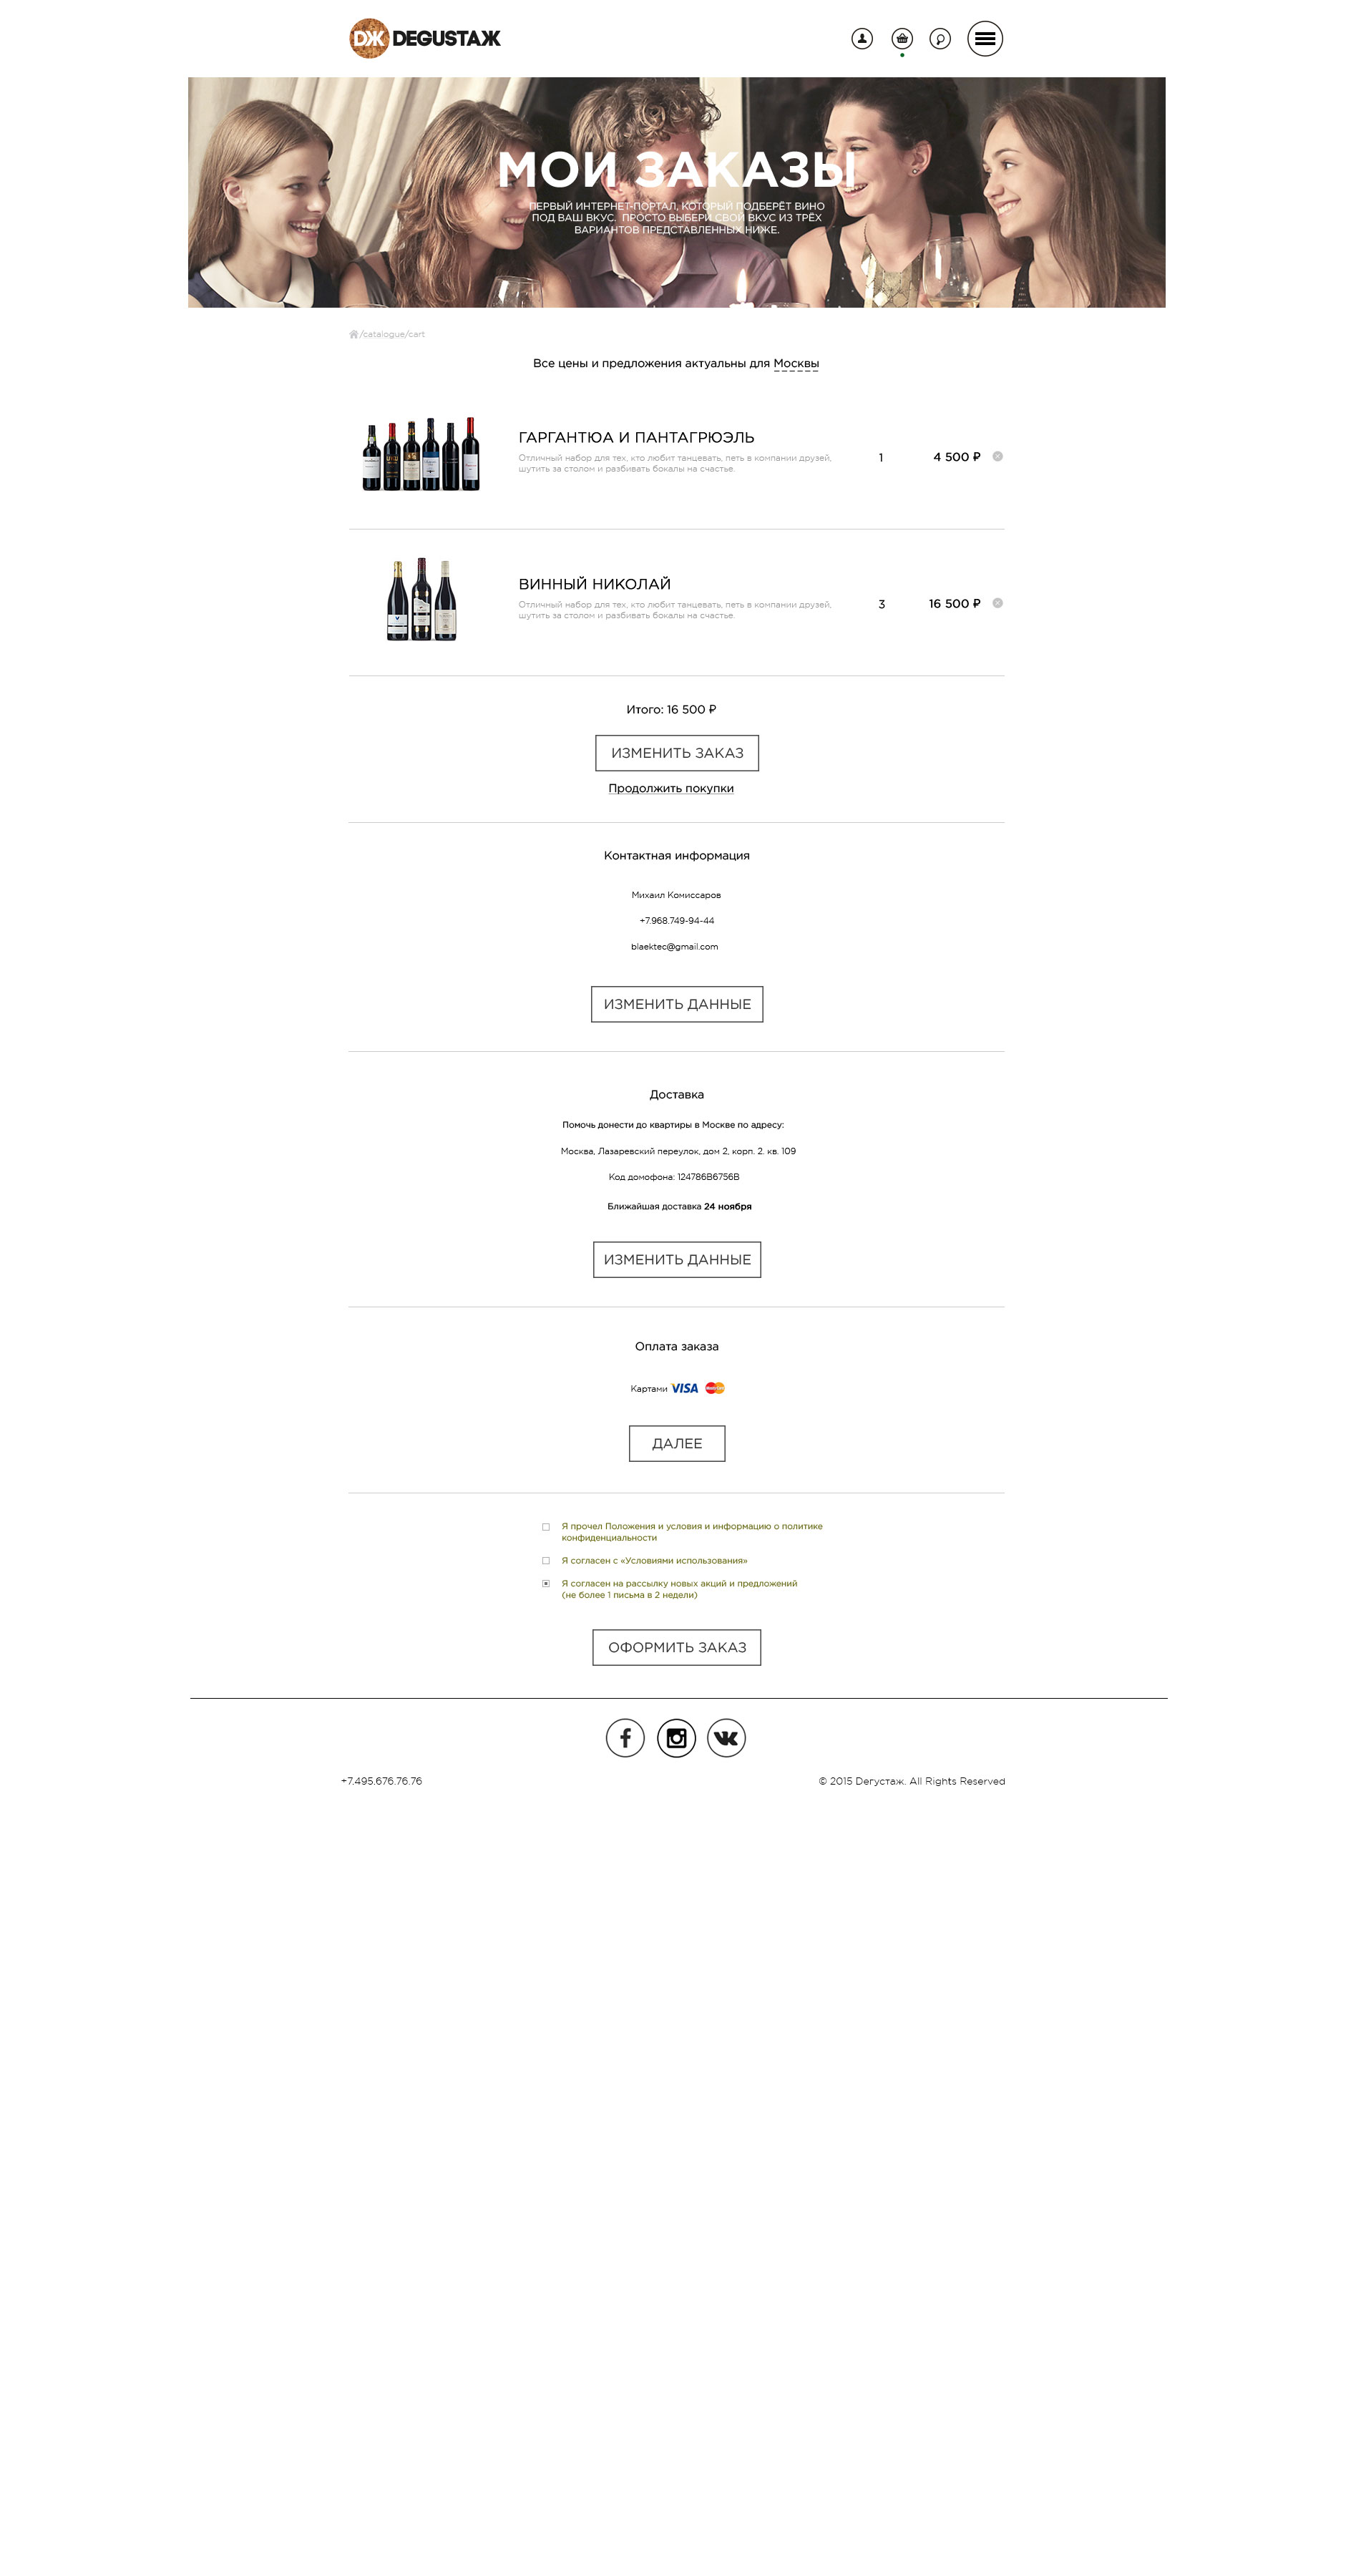 DЖ DEGUSTAЖ
МОИ ЗАКАЗЫ
ПЕРВЫЙ ИНТЕРНЕТ-ПОРТАЛ, КОТОРЫЙ ПОДБЕРЁТ ВИНО
ПОД ВАШ ВКУС. ПРОСТО ВЫБЕРИ СВОЙ ВКУС ИЗ ТРЁХ
ВАРИАНТОВ ПРЕДСТАВЛЕННЫХ НИЖЕ.
/catalogue/cart
Все цены и предложения актуальны для Москвы
ГАРГАНТЮА И ПАНТАГРЮЭЛЬ
Отличный набор для тех, кто любит танцевать, петь в компании друзей,
шутить за столом и разбивать бокалы на счастье.
1
4 500 ₽
ВИННЫЙ НИКОЛАЙ
Отличный набор для тех, кто любит танцевать, петь в компании друзей,
шутить за столом и разбивать бокалы на счастье.
3
16 500 ₽
Итого: 16 500 ₽
ИЗМЕНИТЬ ЗАКАЗ
Продолжить покупки
Контактная информация
Михаил Комиссаров
+7.968.749-94-44
blaektec@gmail.com
ИЗМЕНИТЬ ДАННЫЕ
Доставка
Помочь донести до квартиры в Москве по адресу:
Москва, Лазаревский переулок, дом 2, корп. 2. кв. 109
Код домофона: 124786B6756B
Ближайшая доставка 24 ноября
ИЗМЕНИТЬ ДАННЫЕ
Оплата заказа
Картами VISA
ДАЛЕЕ
Я прочел Положения и условия и информацию о политике
конфиденциальности
Я согласен с «Условиями использования»
Я согласен на рассылку новых акций и предложений
(не более 1 письма в 2 недели)
ОФОРМИТЬ ЗАКАЗ
+7.495.676.76.76
© 2015 Dегустаж. All Rights Reserved